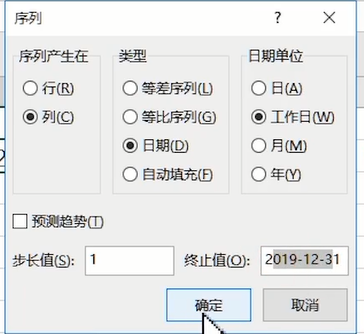 序列 ?
序列产生在 类型 日期单位
行(R) 等差序列(L) 日(A)
列(C) 等比序列(G) 工作日(W)
日期(D) 月(M)
自动填充(F) 年(Y)
预测趋势(T)
步长值(S): 1 终止值(O): 2019-12-31
确定 取消